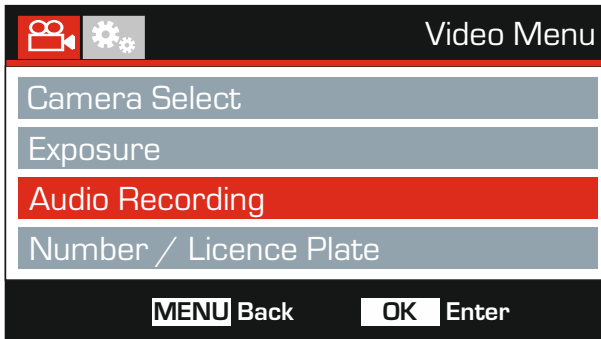 Video Menu
Camera Select
Exposure
Audio Recording
Number / Licence Plate
MENU Back OK Enter